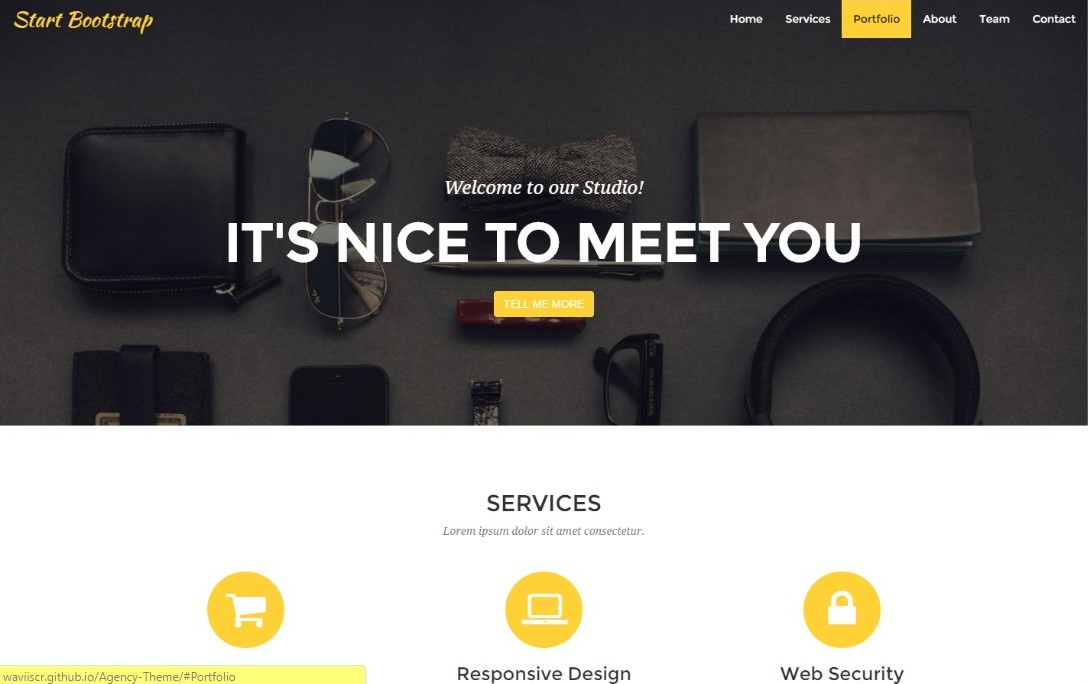 Start Bootstrap
Home Services Portfolio About Team Contact
Welcome to our Studio!
IT'S NICE TO MEET YOU
TELL ME MORE
SERVICES
Lorem ipsum dolor sit amet consectetur.
Responsive Design
Web Security
waviiscr.github.io/Agency-Theme/#Portfolio